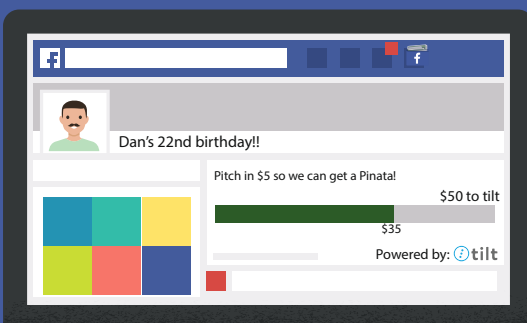 f
f
Dan's 22nd birthday!!
Pitch in $5 so we can get a Pinata!
$50 to tilt
$35
Powered by: tilt